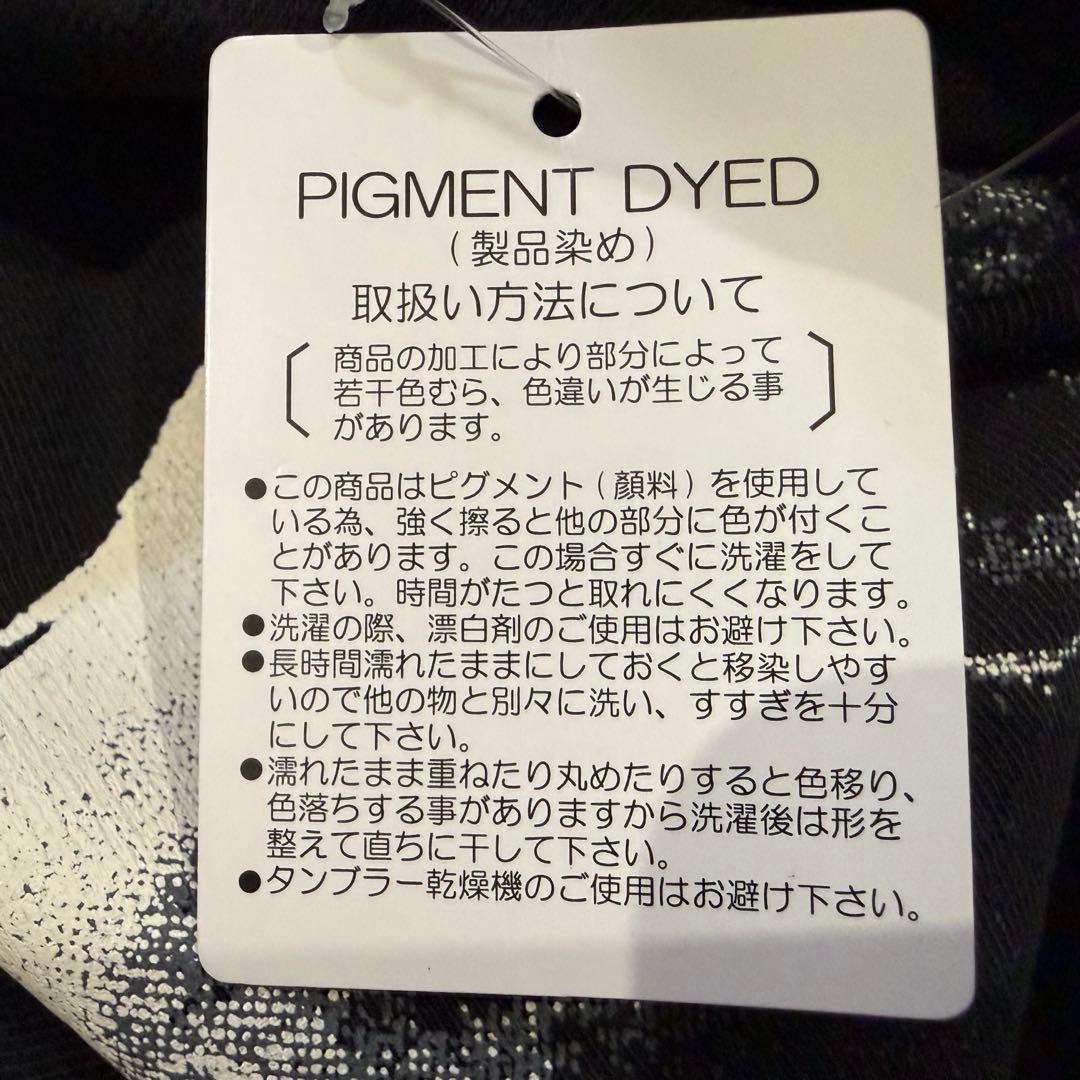 PIGMENT DYED
(製品染め)
取扱い方法について
商品の加工により部分によって
若干色むら、色違いが生じる事
があります。
●この商品はピグメント(顔料)を使用して
いる為、強く擦ると他の部分に色が付くこ
とがあります。この場合すぐに洗濯をして
下さい。時間がたつと取れにくくなります。
●洗濯の際、漂白剤のご使用はお避け下さい。
●長時間濡れたままにしておくと移染しやす
いので他の物と別々に洗い、すすぎを十分
にして下さい。
●濡れたまま重ねたり丸めたりすると色移り、
色落ちする事がありますから洗濯後は形を
整えて直ちに干して下さい。
●タンブラー乾燥機のご使用はお避け下さい。